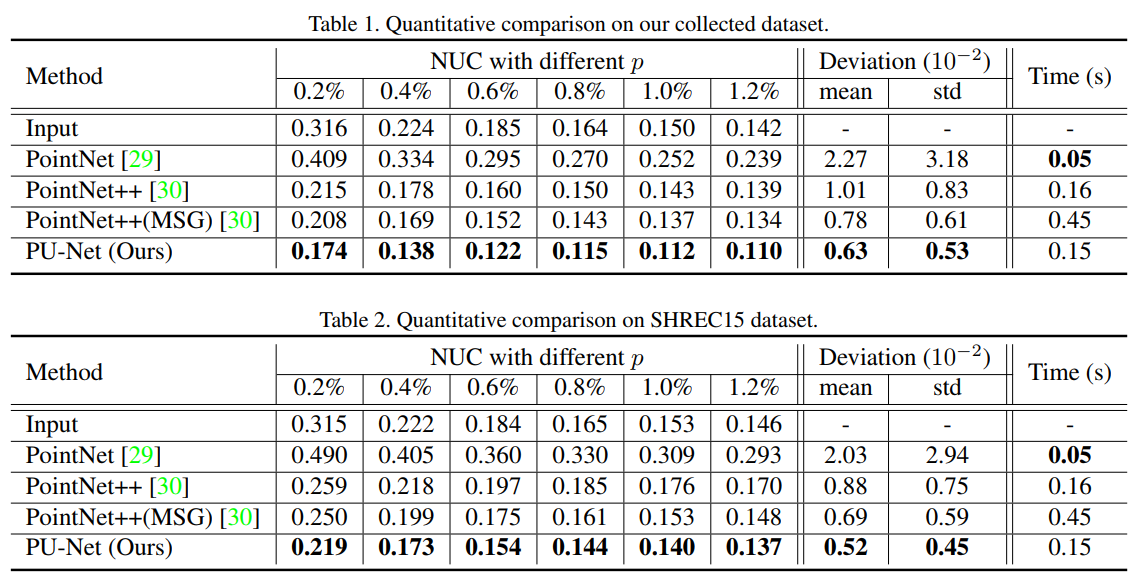 Table 1. Quantitative comparison on our collected dataset.
Method NUC with different p Deviation (10⁻²) Time (s)
0.2% 0.4% 0.6% 0.8% 1.0% 1.2% mean std
Input 0.316 0.224 0.185 0.164 0.150 0.142 - - -
PointNet [29] 0.409 0.334 0.295 0.270 0.252 0.239 2.27 3.18 0.05
PointNet++ [30] 0.215 0.178 0.160 0.150 0.143 0.139 1.01 0.83 0.16
PointNet++(MSG) [30] 0.208 0.169 0.152 0.143 0.137 0.134 0.78 0.61 0.45
PU-Net (Ours) 0.174 0.138 0.122 0.115 0.112 0.110 0.63 0.53 0.15
Table 2. Quantitative comparison on SHREC15 dataset.
Method NUC with different p Deviation (10⁻²) Time (s)
0.2% 0.4% 0.6% 0.8% 1.0% 1.2% mean std
Input 0.315 0.222 0.184 0.165 0.153 0.146 - - -
PointNet [29] 0.490 0.405 0.360 0.330 0.309 0.293 2.03 2.94 0.05
PointNet++ [30] 0.259 0.218 0.197 0.185 0.176 0.170 0.88 0.75 0.16
PointNet++(MSG) [30] 0.250 0.199 0.175 0.161 0.153 0.148 0.69 0.59 0.45
PU-Net (Ours) 0.219 0.173 0.154 0.144 0.140 0.137 0.52 0.45 0.15